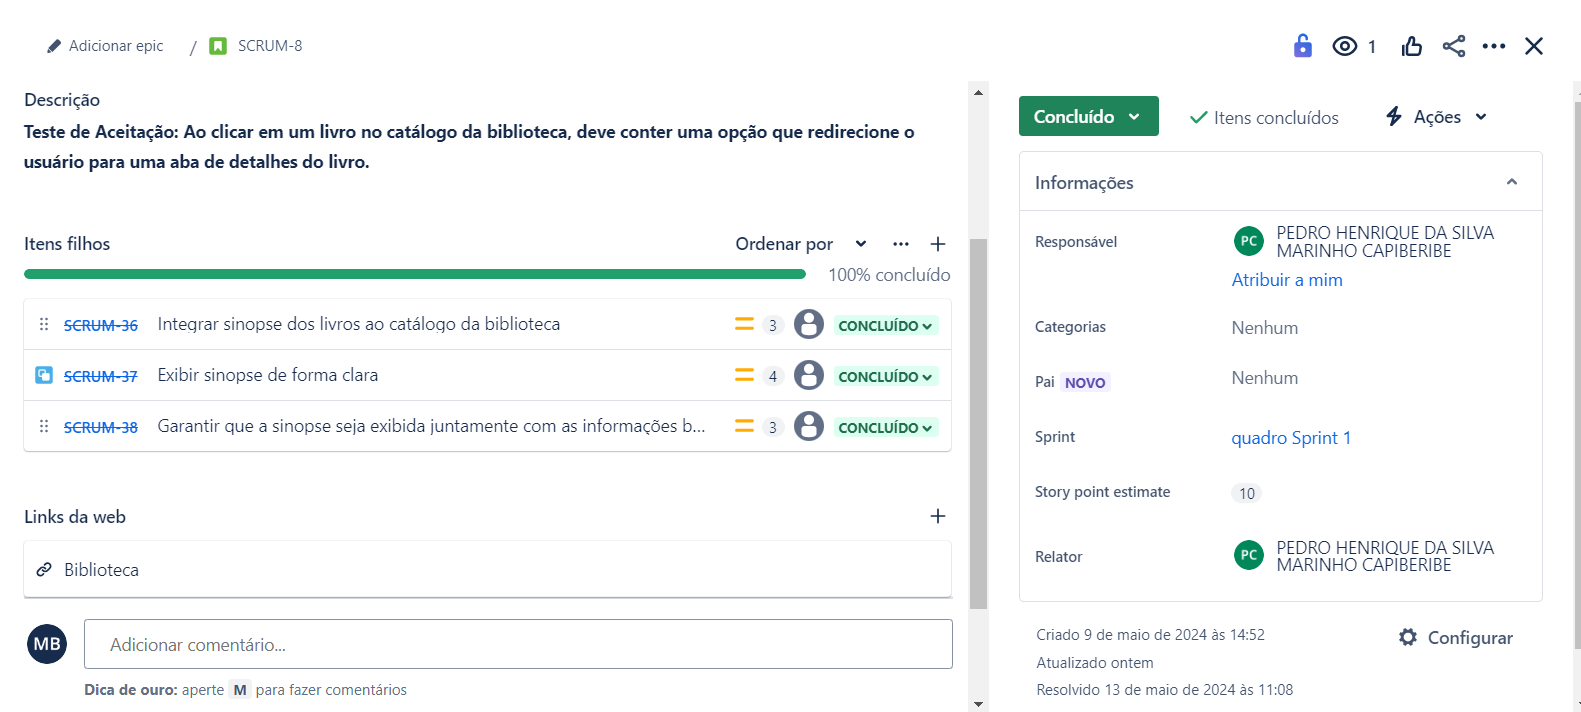 Adicionar epic / SCRUM-8
1
Descrição
Teste de Aceitação: Ao clicar em um livro no catálogo da biblioteca, deve conter uma opção que redirecione o
usuário para uma aba de detalhes do livro.
Itens filhos
Ordenar por
100% concluído
SCRUM-36 Integrar sinopse dos livros ao catálogo da biblioteca 3 CONCLUÍDO
SCRUM-37 Exibir sinopse de forma clara 4 CONCLUÍDO
SCRUM-38 Garantir que a sinopse seja exibida juntamente com as informações b... 3 CONCLUÍDO
Links da web
Biblioteca
MB Adicionar comentário...
Dica de ouro: aperte M para fazer comentários
Concluído Itens concluídos Ações
Informações
Responsável
PC PEDRO HENRIQUE DA SILVA
MARINHO CAPIBERIBE
Atribuir a mim
Categorias Nenhum
Pai NOVO Nenhum
Sprint quadro Sprint 1
Story point estimate 10
Relator
PC PEDRO HENRIQUE DA SILVA
MARINHO CAPIBERIBE
Criado 9 de maio de 2024 às 14:52
Configurar
Atualizado ontem
Resolvido 13 de maio de 2024 às 11:08